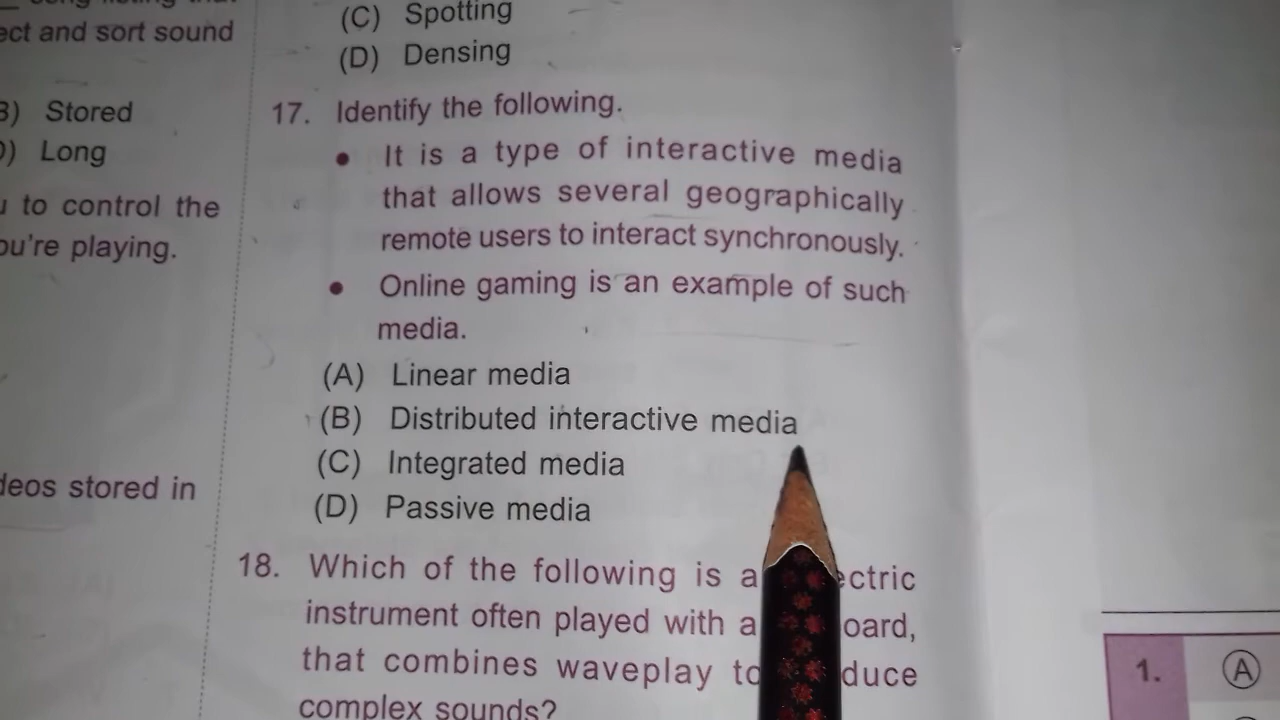 ect and sort sound
Stored
Long
to control the
ou're playing.
deos stored in
(C) Spotting
(D) Densing
17. Identify the following.
• It is a type of interactive media
that allows several geographically
remote users to interact synchronously.
• Online gaming is an example of such
media.
(A) Linear media
(B) Distributed interactive media
(C) Integrated media
(D) Passive media
18. Which of the following is a ectric
instrument often played with a oard,
that combines waveplay to duce
complex sounds?
1. A